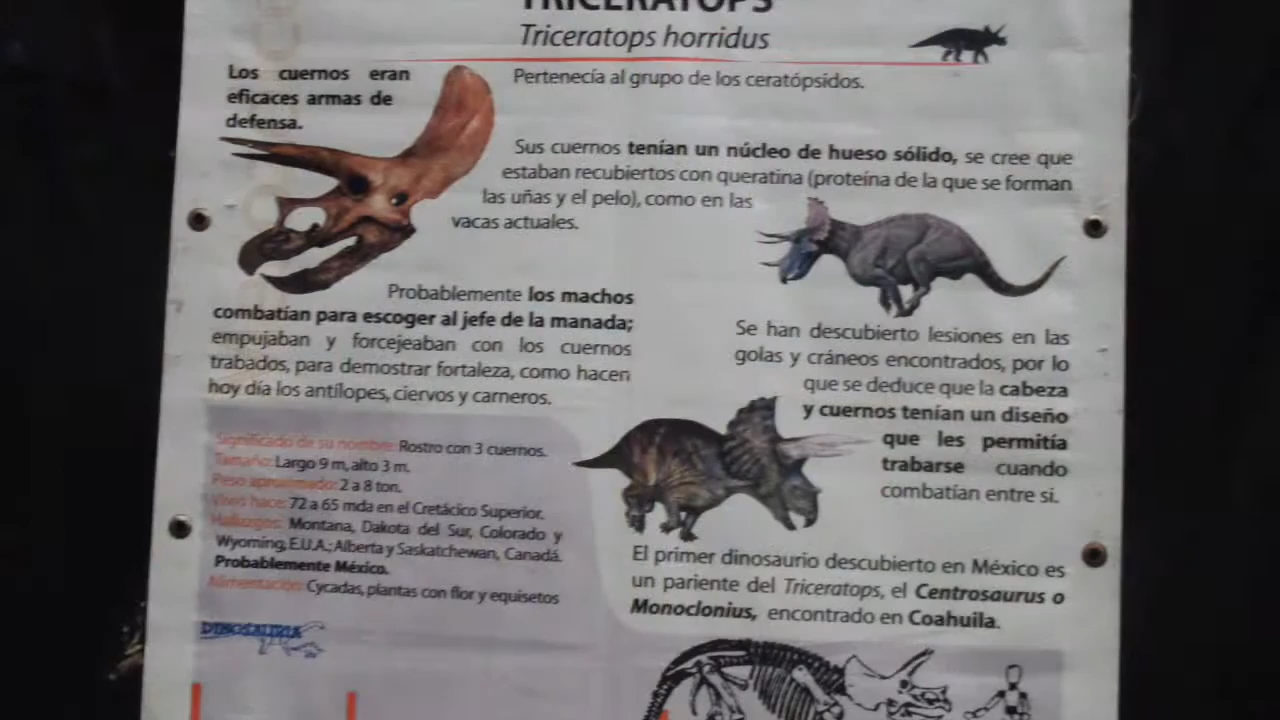 TRICERATOPS
Triceratops horridus
Los cuernos eran
eficaces armas de
defensa.
Pertenecía al grupo de los ceratópsidos.
Sus cuernos tenían un núcleo de hueso sólido, se cree que
estaban recubiertos con queratina (proteína de la que se forman
las uñas y el pelo), como en las
vacas actuales.
Probablemente los machos
combatían para escoger al jefe de la manada;
empujaban y forcejeaban con los cuernos
trabados, para demostrar fortaleza, como hacen
hoy día los antílopes, ciervos y carneros.
Se han descubierto lesiones en las
golas y cráneos encontrados, por lo
que se deduce que la cabeza
y cuernos tenían un diseño
que les permitía
trabarse cuando
combatían entre si.
Significado de su nombre: Rostro con 3 cuernos.
Tamaño: Largo 9 m, alto 3 m.
Peso aproximado: 2 a 8 ton.
Vivió hace: 72 a 65 mda en el Cretácico Superior.
Hallazgos: Montana, Dakota del Sur, Colorado y
Wyoming, E.U.A.; Alberta y Saskatchewan, Canadá.
Probablemente México.
Alimentación: Cycadas, plantas con flor y equisetos
El primer dinosaurio descubierto en México es
un pariente del Triceratops, el Centrosaurus o
Monoclonius, encontrado en Coahuila.
DINOSAURIA